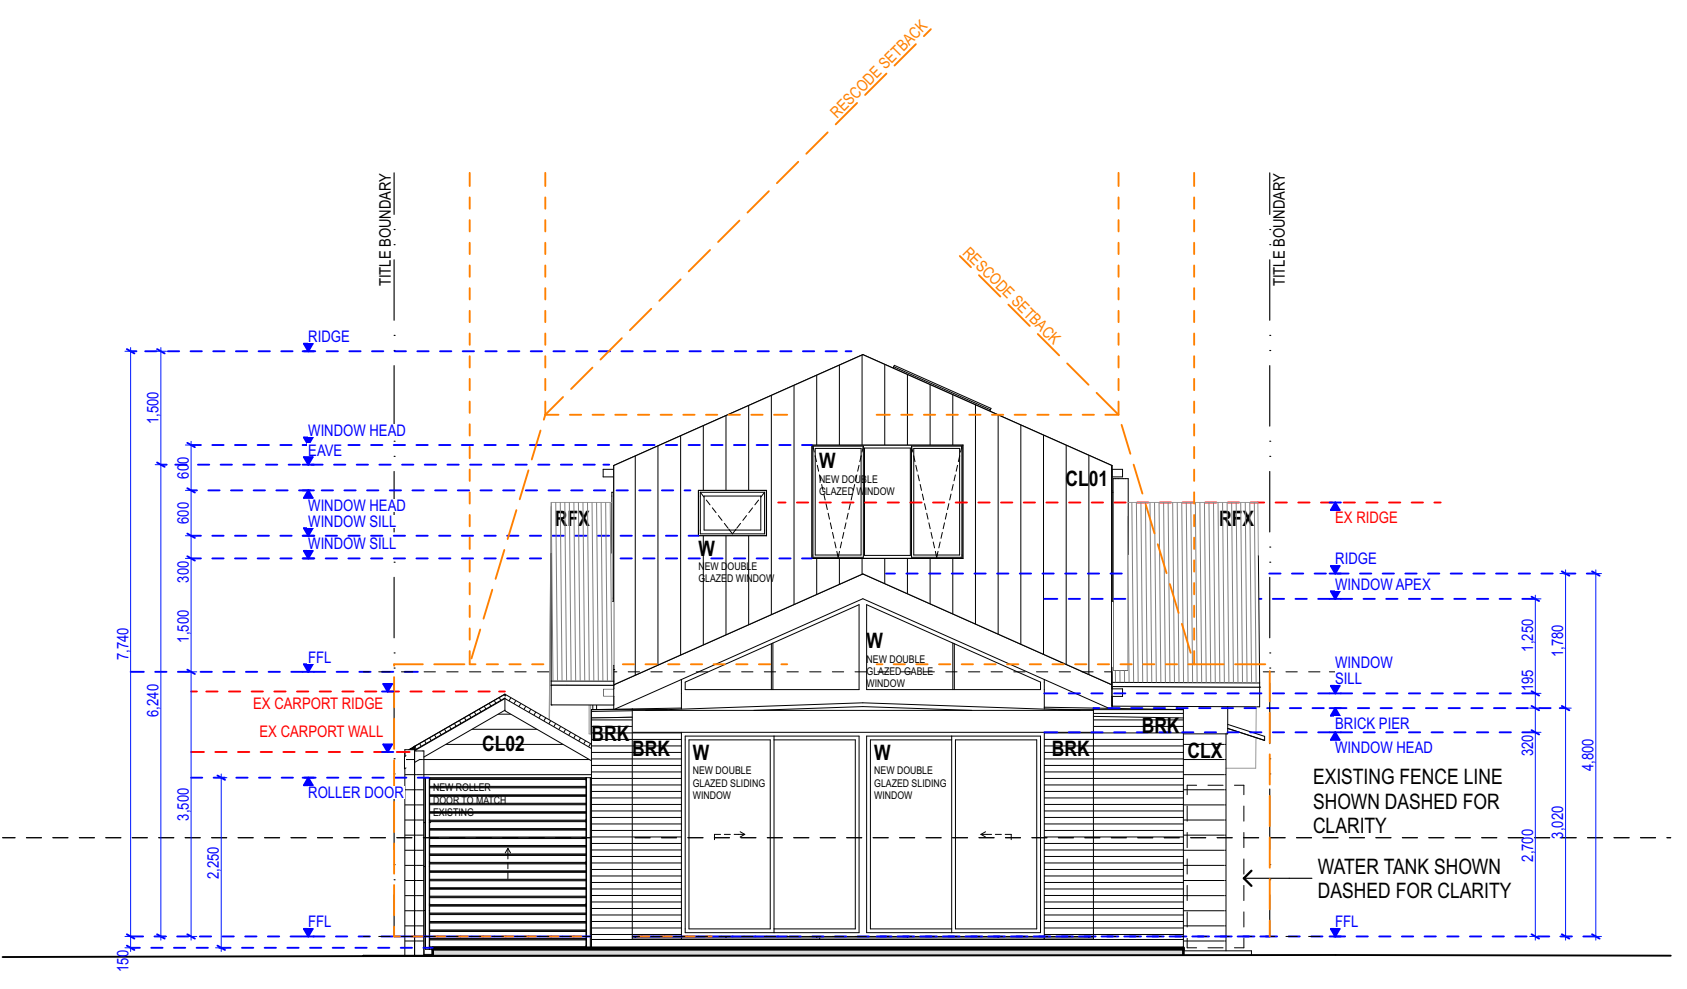 RESCODE SETBACK
TITLE BOUNDARY
RESCODE SETBACK
TITLE BOUNDARY
RIDGE
WINDOW HEAD
EAVE
WINDOW HEAD
WINDOW SILL
WINDOW SILL
FFL
EX CARPORT RIDGE
EX CARPORT WALL
ROLLER DOOR
FFL
7,740
150
1,500
6,240
600
600
300
1,500
3,500
2,250
RFX
W
NEW DOUBLE
GLAZED WINDOW
CL01
W
NEW DOUBLE
GLAZED WINDOW
RFX
W
NEW DOUBLE
GLAZED GABLE
WINDOW
CL02
NEW ROLLER
DOOR TO MATCH
EXISTING
BRK
BRK
W
NEW DOUBLE
GLAZED SLIDING
WINDOW
W
NEW DOUBLE
GLAZED SLIDING
WINDOW
BRK
BRK
CLX
EX RIDGE
RIDGE
WINDOW APEX
WINDOW
SILL
BRICK PIER
WINDOW HEAD
EXISTING FENCE LINE
SHOWN DASHED FOR
CLARITY
WATER TANK SHOWN
DASHED FOR CLARITY
FFL
1,250
195
320
2,700
1,780
3,020
4,800